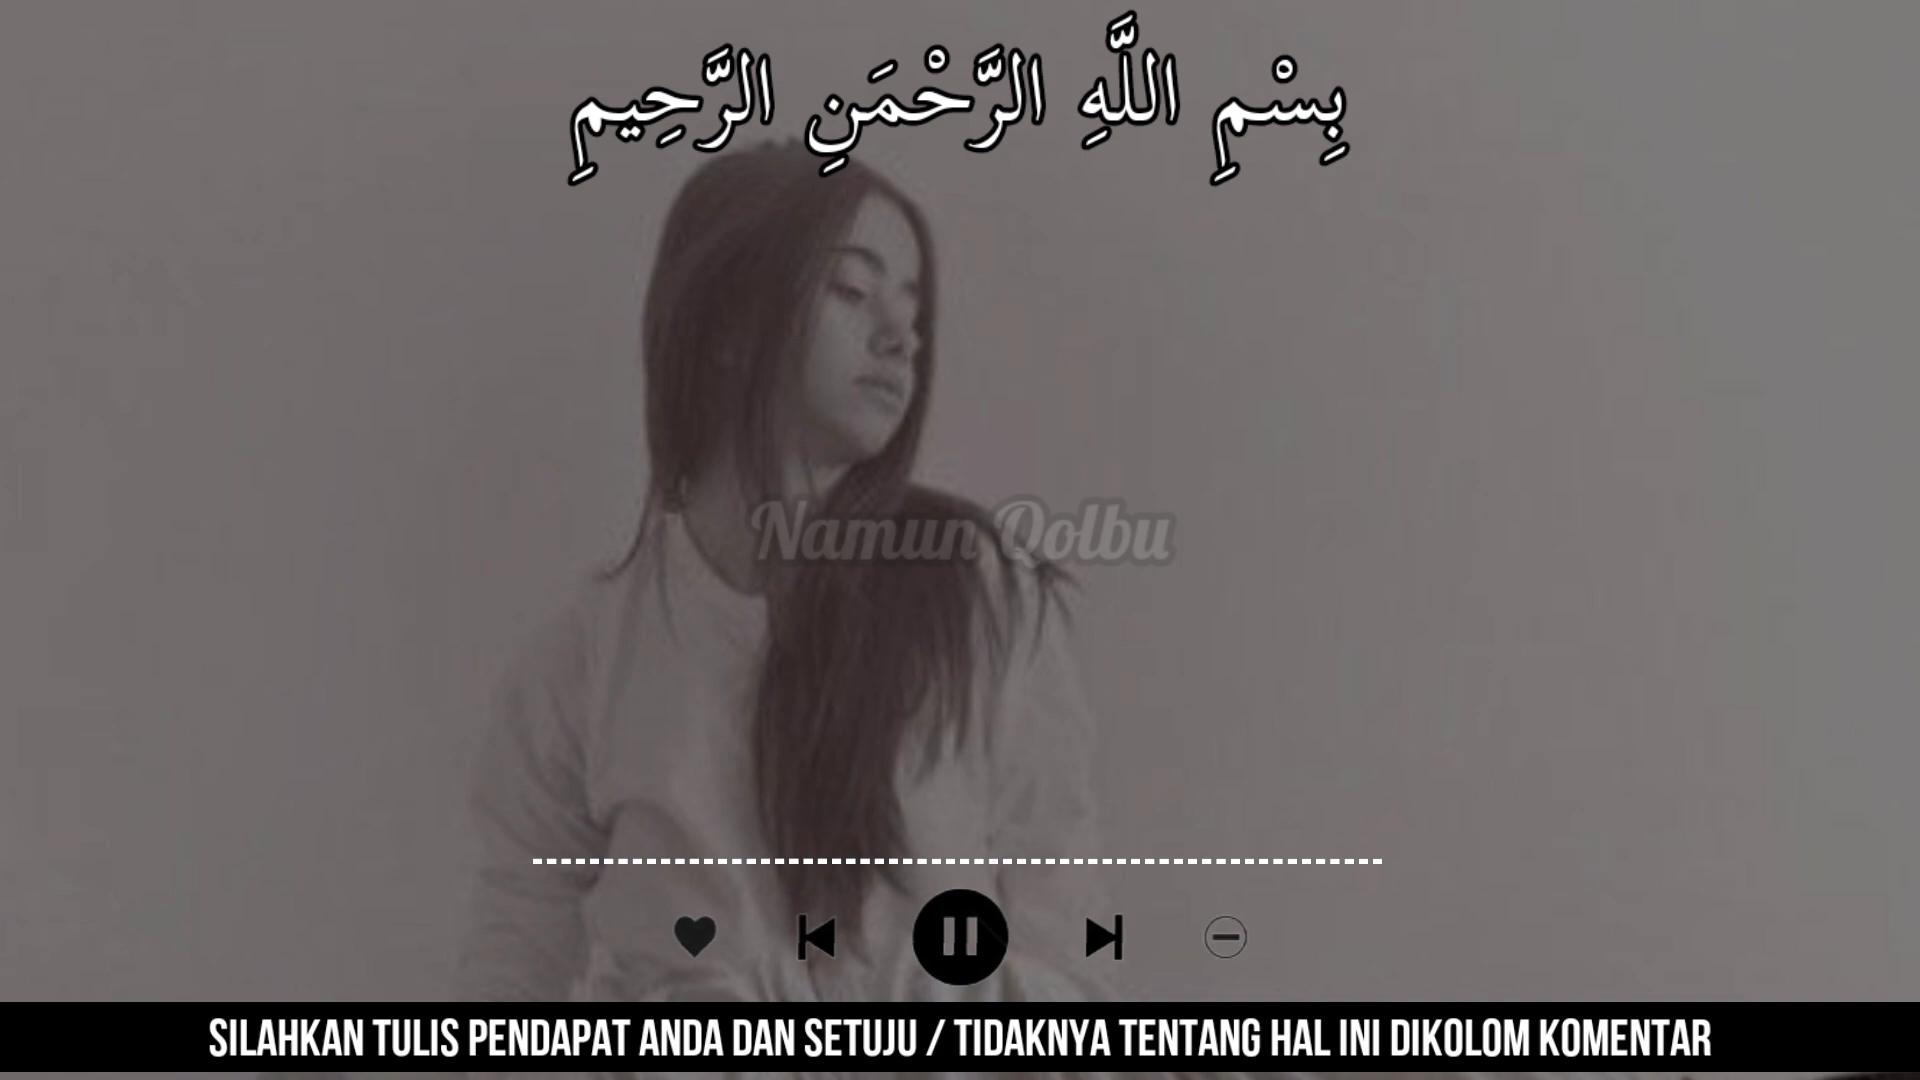 بِسْمِ اللَّهِ الرَّحْمَنِ الرَّحِيمِ
Namun Qolbu
SILAHKAN TULIS PENDAPAT ANDA DAN SETUJU / TIDAKNYA TENTANG HAL INI DIKOLOM KOMENTAR